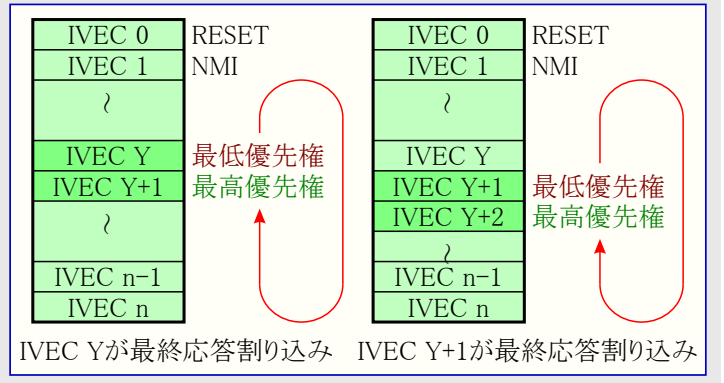 IVEC 0 RESET
IVEC 1 NMI
~
IVEC Y 最低優先権
IVEC Y+1 最高優先権
~
IVEC n-1
IVEC n
IVEC Yが最終応答割り込み
IVEC 0 RESET
IVEC 1 NMI
~
IVEC Y
IVEC Y+1 最低優先権
IVEC Y+2 最高優先権
~
IVEC n-1
IVEC n
IVEC Y+1が最終応答割り込み